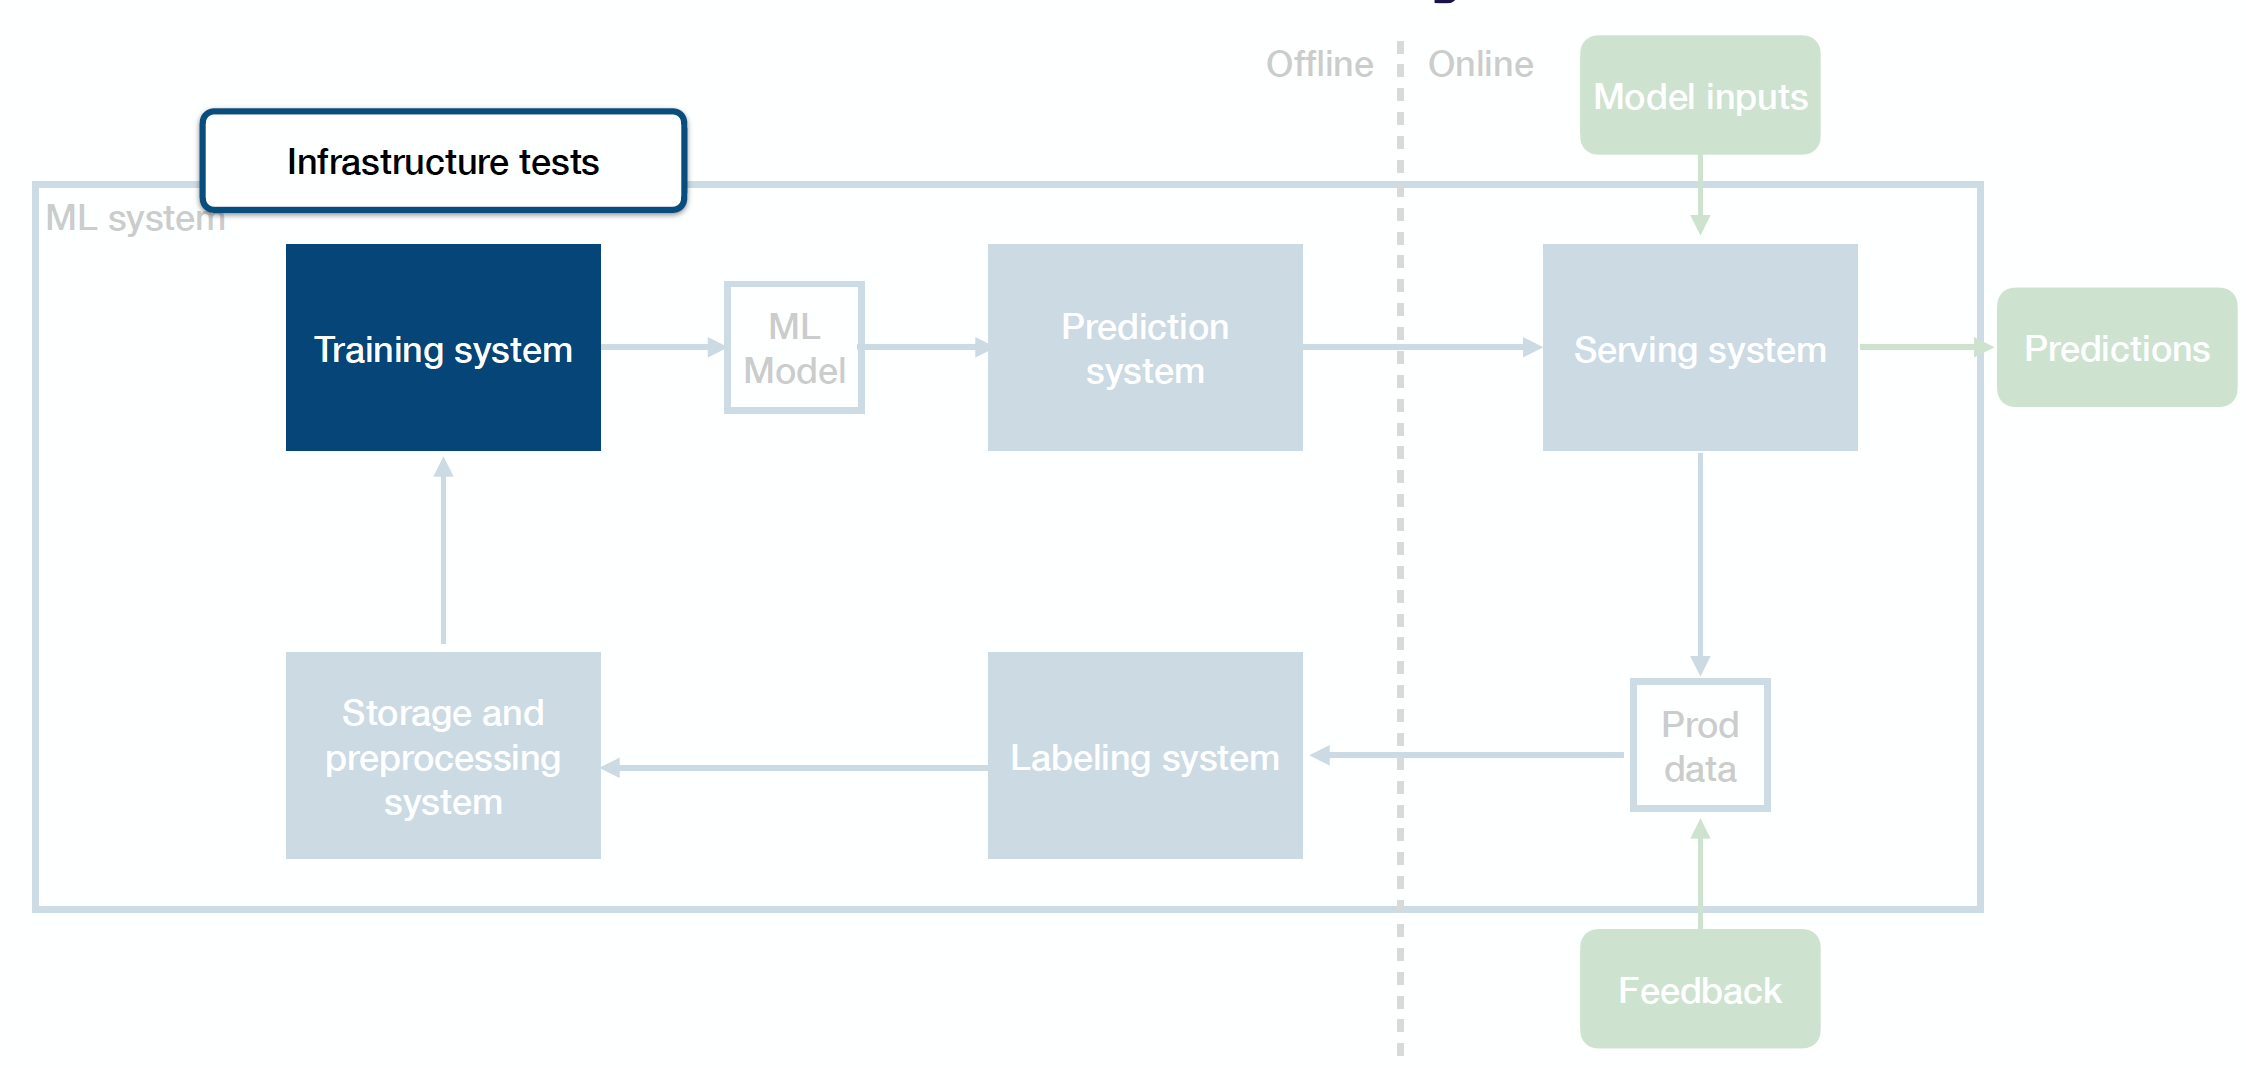 Offline
Online
Model inputs
Infrastructure tests
ML system
Training system
ML
Model
Prediction
system
Serving system
Predictions
Storage and
preprocessing
system
Labeling system
Prod
data
Feedback